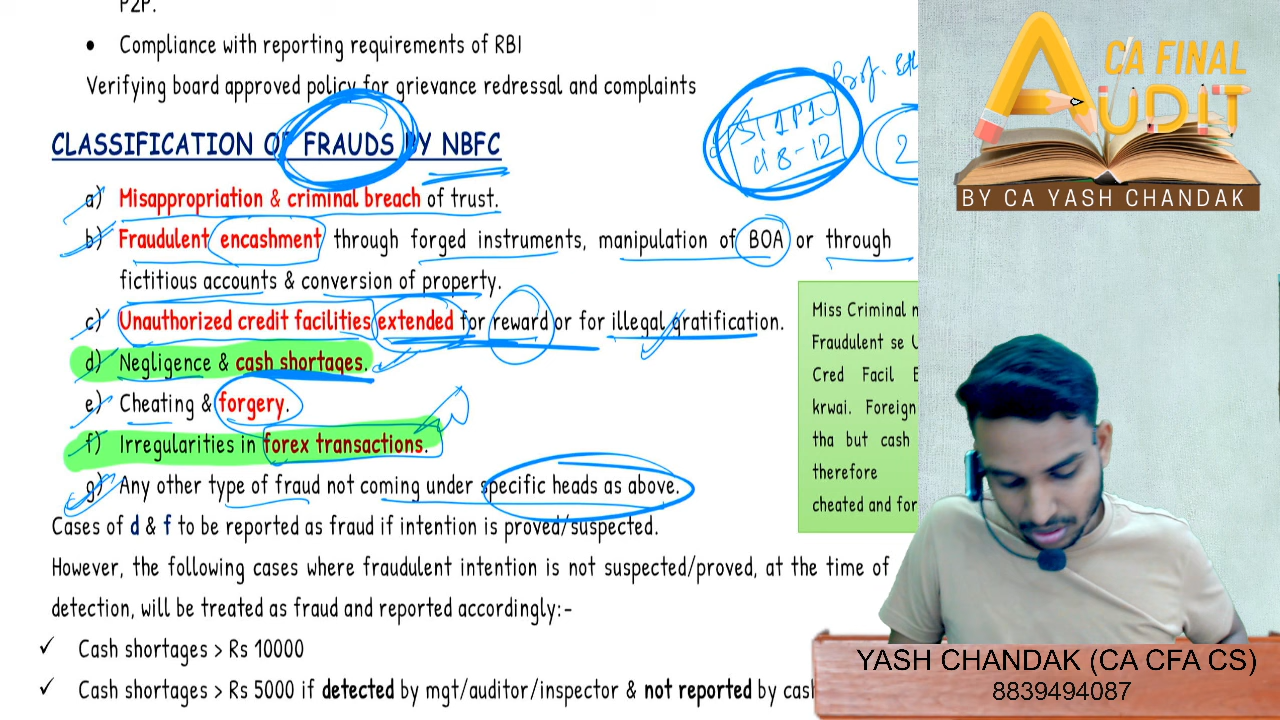 P2P.
• Compliance with reporting requirements of RBI
Verifying board approved policy for grievance redressal and complaints
CLASSIFICATION OF FRAUDS BY NBFC
a) Misappropriation & criminal breach of trust.
b) Fraudulent encashment through forged instruments, manipulation of BOA or through
fictitious accounts & conversion of property.
c) Unauthorized credit facilities extended for reward or for illegal gratification.
d) Negligence & cash shortages.
e) Cheating & forgery.
f) Irregularities in forex transactions.
g) Any other type of fraud not coming under specific heads as above.
Cases of d & f to be reported as fraud if intention is proved/suspected.
However, the following cases where fraudulent intention is not suspected/proved, at the time of
detection, will be treated as fraud and reported accordingly:-
✓ Cash shortages > Rs 10000
✓ Cash shortages > Rs 5000 if detected by mgt/auditor/inspector & not reported by
8-12
Prof.
2
Miss Criminal
Fraudulent se
Cred Facil
krwai. Foreign
tha but cash
therefore
cheated and for
CA FINAL
AUDIT
BY CA YASH CHANDAK
YASH CHANDAK (CA CFA CS)
8839494087